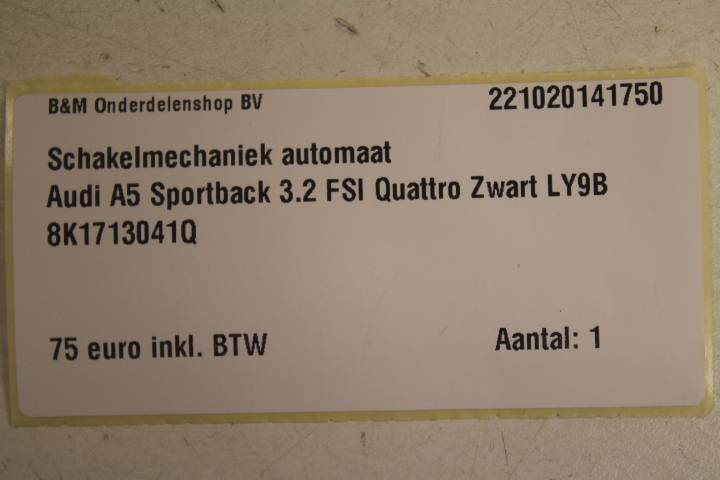 B&M Onderdelenshop BV 221020141750
Schakelmechaniek automaat
Audi A5 Sportback 3.2 FSI Quattro Zwart LY9B
8K1713041Q
75 euro inkl. BTW Aantal: 1